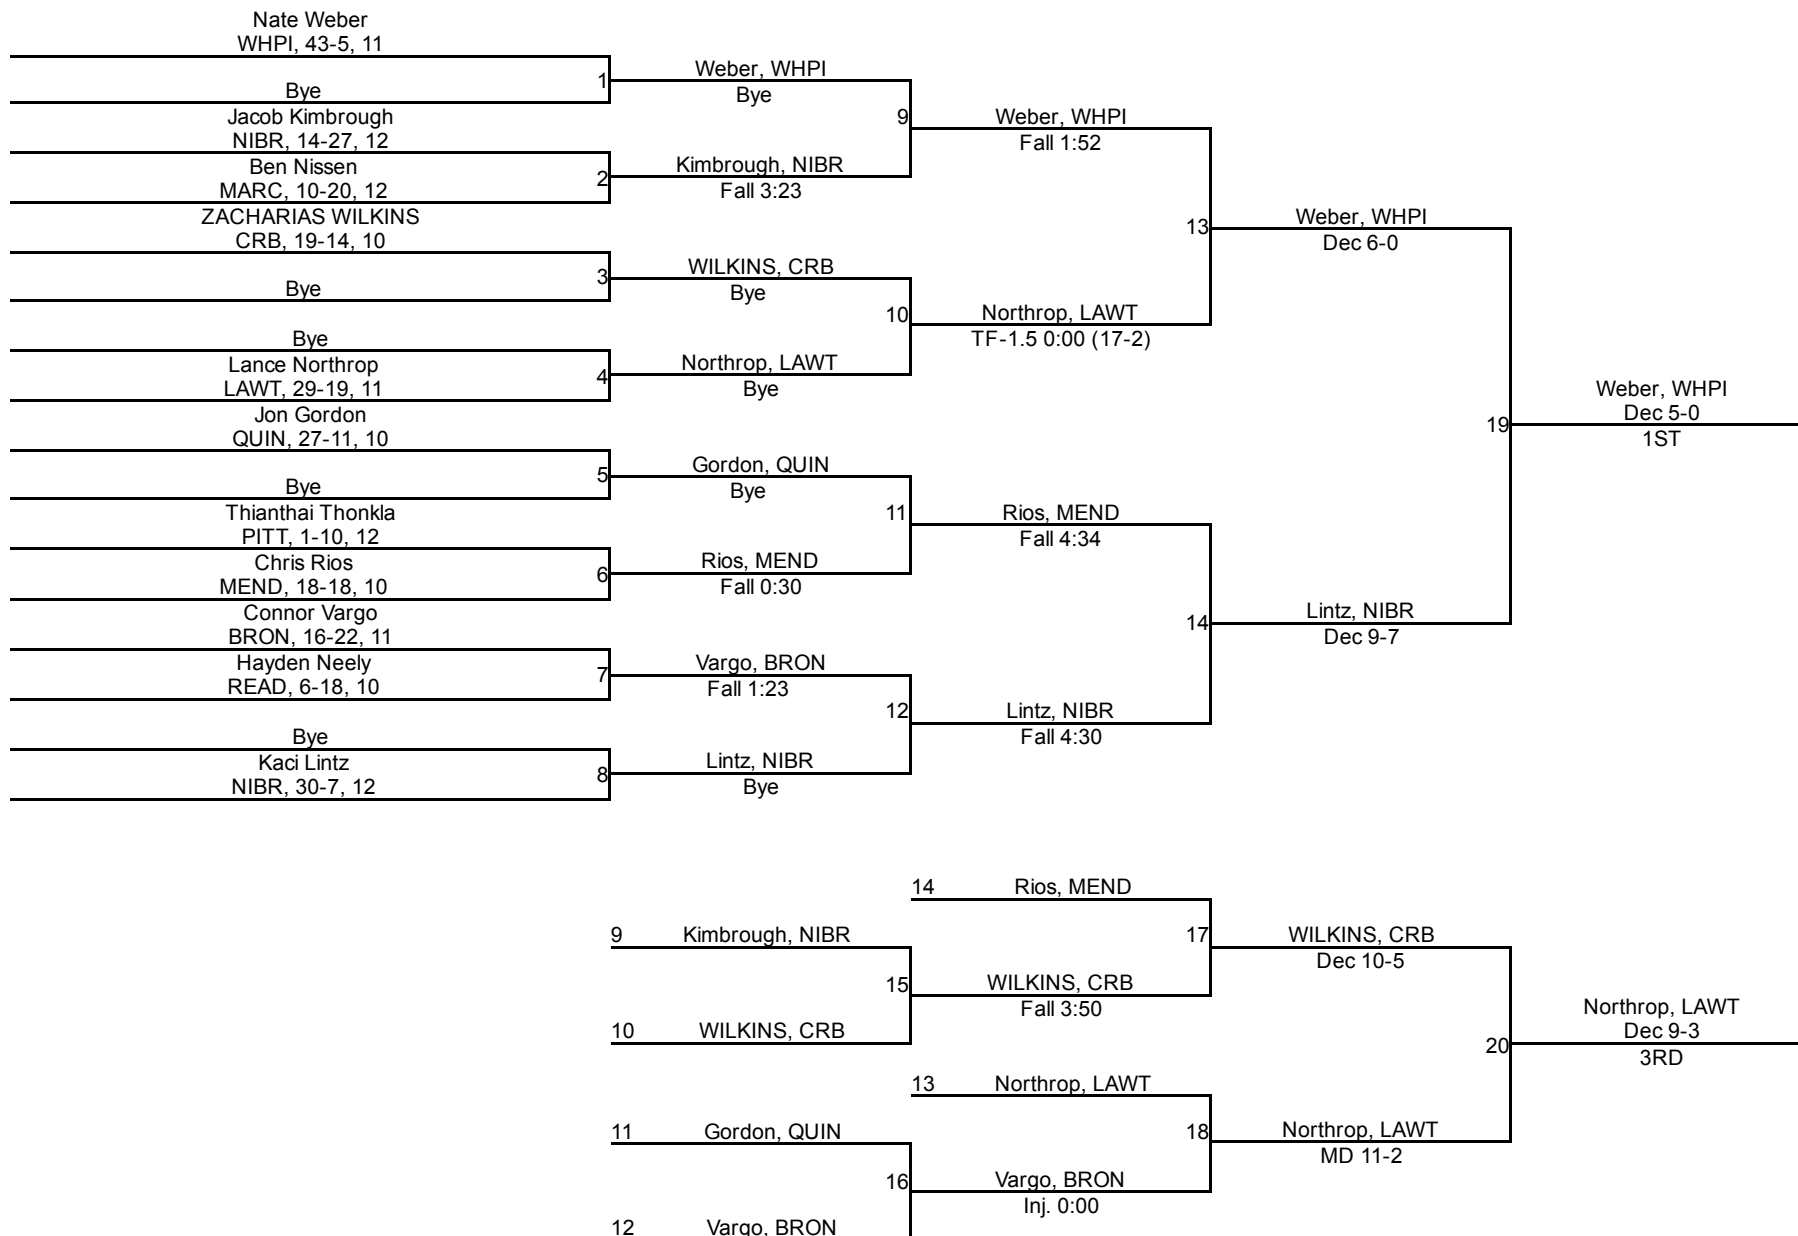 Nate Weber
WHPI, 43-5, 11
Bye
Jacob Kimbrough
NIBR, 14-27, 12
Ben Nissen
MARC, 10-20, 12
ZACHARIAS WILKINS
CRB, 19-14, 10
Bye
Bye
Lance Northrop
LAWT, 29-19, 11
Jon Gordon
QUIN, 27-11, 10
Bye
Thianthai Thonkla
PITT, 1-10, 12
Chris Rios
MEND, 18-18, 10
Connor Vargo
BRON, 16-22, 11
Hayden Neely
READ, 6-18, 10
Bye
Kaci Lintz
NIBR, 30-7, 12
1
2
3
4
5
6
7
8
Weber, WHPI
Bye
Kimbrough, NIBR
Fall 3:23
WILKINS, CRB
Bye
Northrop, LAWT
Bye
Gordon, QUIN
Bye
Rios, MEND
Fall 0:30
Vargo, BRON
Fall 1:23
Lintz, NIBR
Bye
9
10
11
12
Weber, WHPI
Fall 1:52
Northrop, LAWT
TF-1.5 0:00 (17-2)
Rios, MEND
Fall 4:34
Lintz, NIBR
Fall 4:30
13
14
Weber, WHPI
Dec 6-0
Lintz, NIBR
Dec 9-7
19
Weber, WHPI
Dec 5-0
1ST
9 Kimbrough, NIBR
10 WILKINS, CRB
11 Gordon, QUIN
12 Vargo, BRON
15
16
14 Rios, MEND
WILKINS, CRB
Fall 3:50
13 Northrop, LAWT
Vargo, BRON
Inj. 0:00
17
18
WILKINS, CRB
Dec 10-5
Northrop, LAWT
MD 11-2
20
Northrop, LAWT
Dec 9-3
3RD